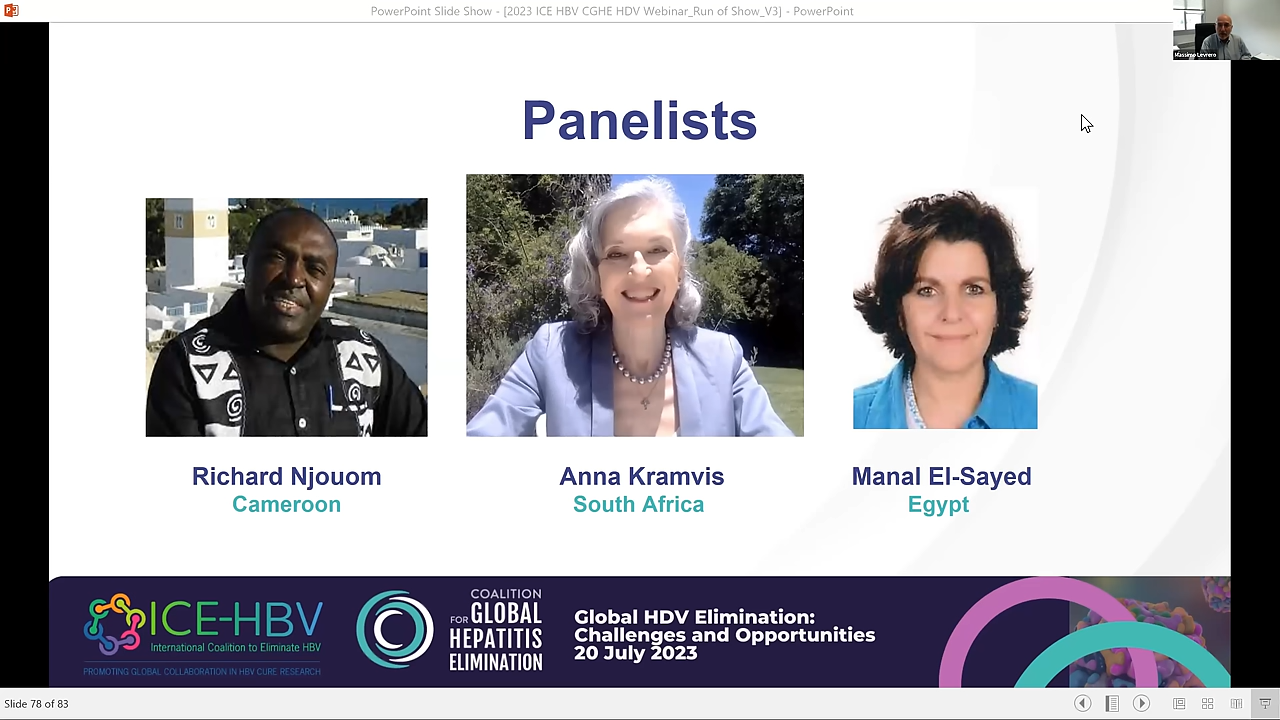 PowerPoint Slide Show - [2023 ICE HBV CGHE HDV Webinar_Run of Show_V3] - PowerPoint
Massimo Levrero
Panelists
Richard Njouom
Cameroon
Anna Kramvis
South Africa
Manal El-Sayed
Egypt
ICE-HBV
International Coalition to Eliminate HBV
PROMOTING GLOBAL COLLABORATION IN HBV CURE RESEARCH
COALITION
FOR GLOBAL
HEPATITIS
ELIMINATION
Global HDV Elimination:
Challenges and Opportunities
20 July 2023
Slide 78 of 83